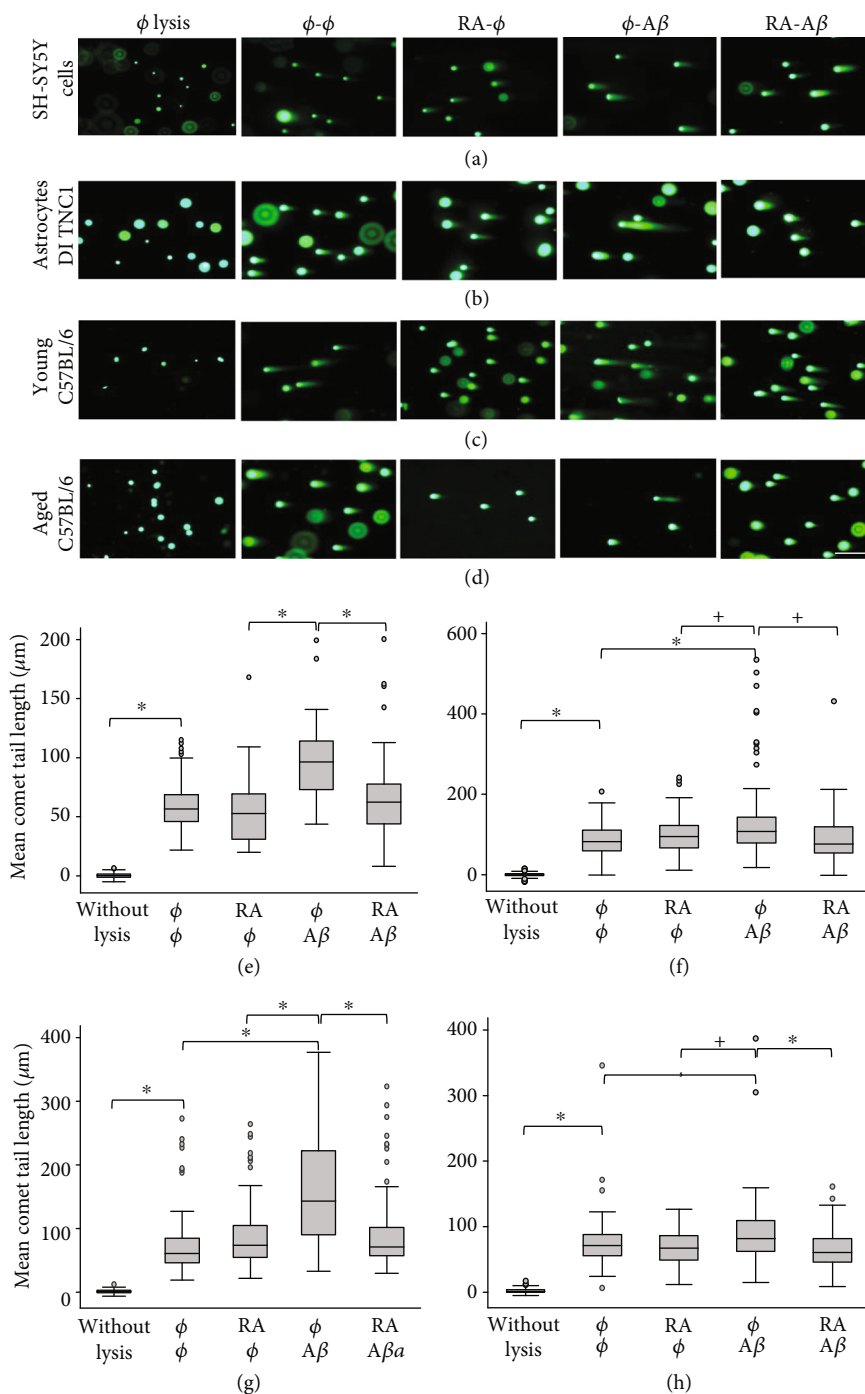 ϕ lysis ϕ-ϕ RA-ϕ ϕ-Aβ RA-Aβ
SH-SY5Y
cells
(a)
Astrocytes
DI TNC1
(b)
Young
C57BL/6
(c)
Aged
C57BL/6
(d)
Mean comet tail length (μm)
200
150
100
50
0
* * *
Without ϕ RA ϕ RA
lysis ϕ ϕ Aβ Aβ
(e)
600
400
200
0
* * + +
Without ϕ RA ϕ RA
lysis ϕ ϕ Aβ Aβ
(f)
Mean comet tail length (μm)
400
300
200
100
0
* * * *
Without ϕ RA ϕ RA
lysis ϕ ϕ Aβ Aβa
(g)
400
300
200
100
0
* + *
Without ϕ RA ϕ RA
lysis ϕ ϕ Aβ Aβ
(h)